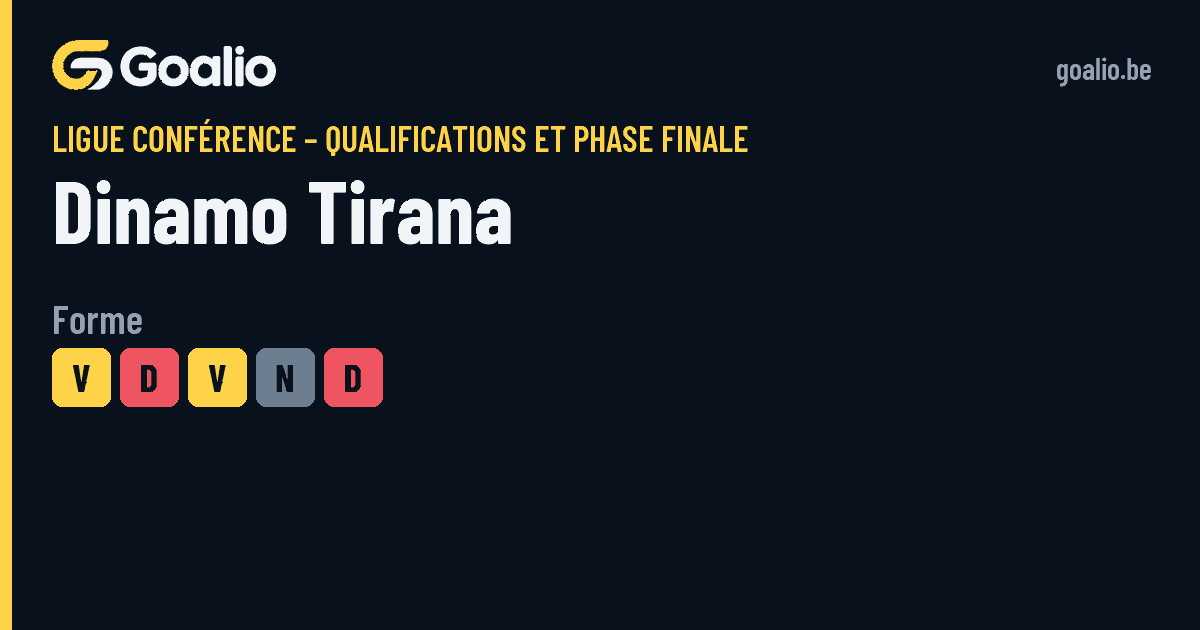 Goalio
goalio.be
LIGUE CONFÉRENCE – QUALIFICATIONS ET PHASE FINALE
Dinamo Tirana
Forme
V D V N D